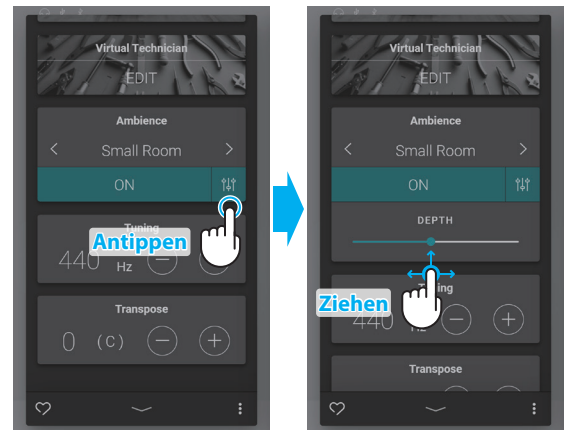 Virtual Technician
EDIT
Ambience
Small Room
ON
Antippen
Tuning
440 Hz
Transpose
0 (C)
Virtual Technician
EDIT
Ambience
Small Room
ON
DEPTH
Ziehen
440
Transpose